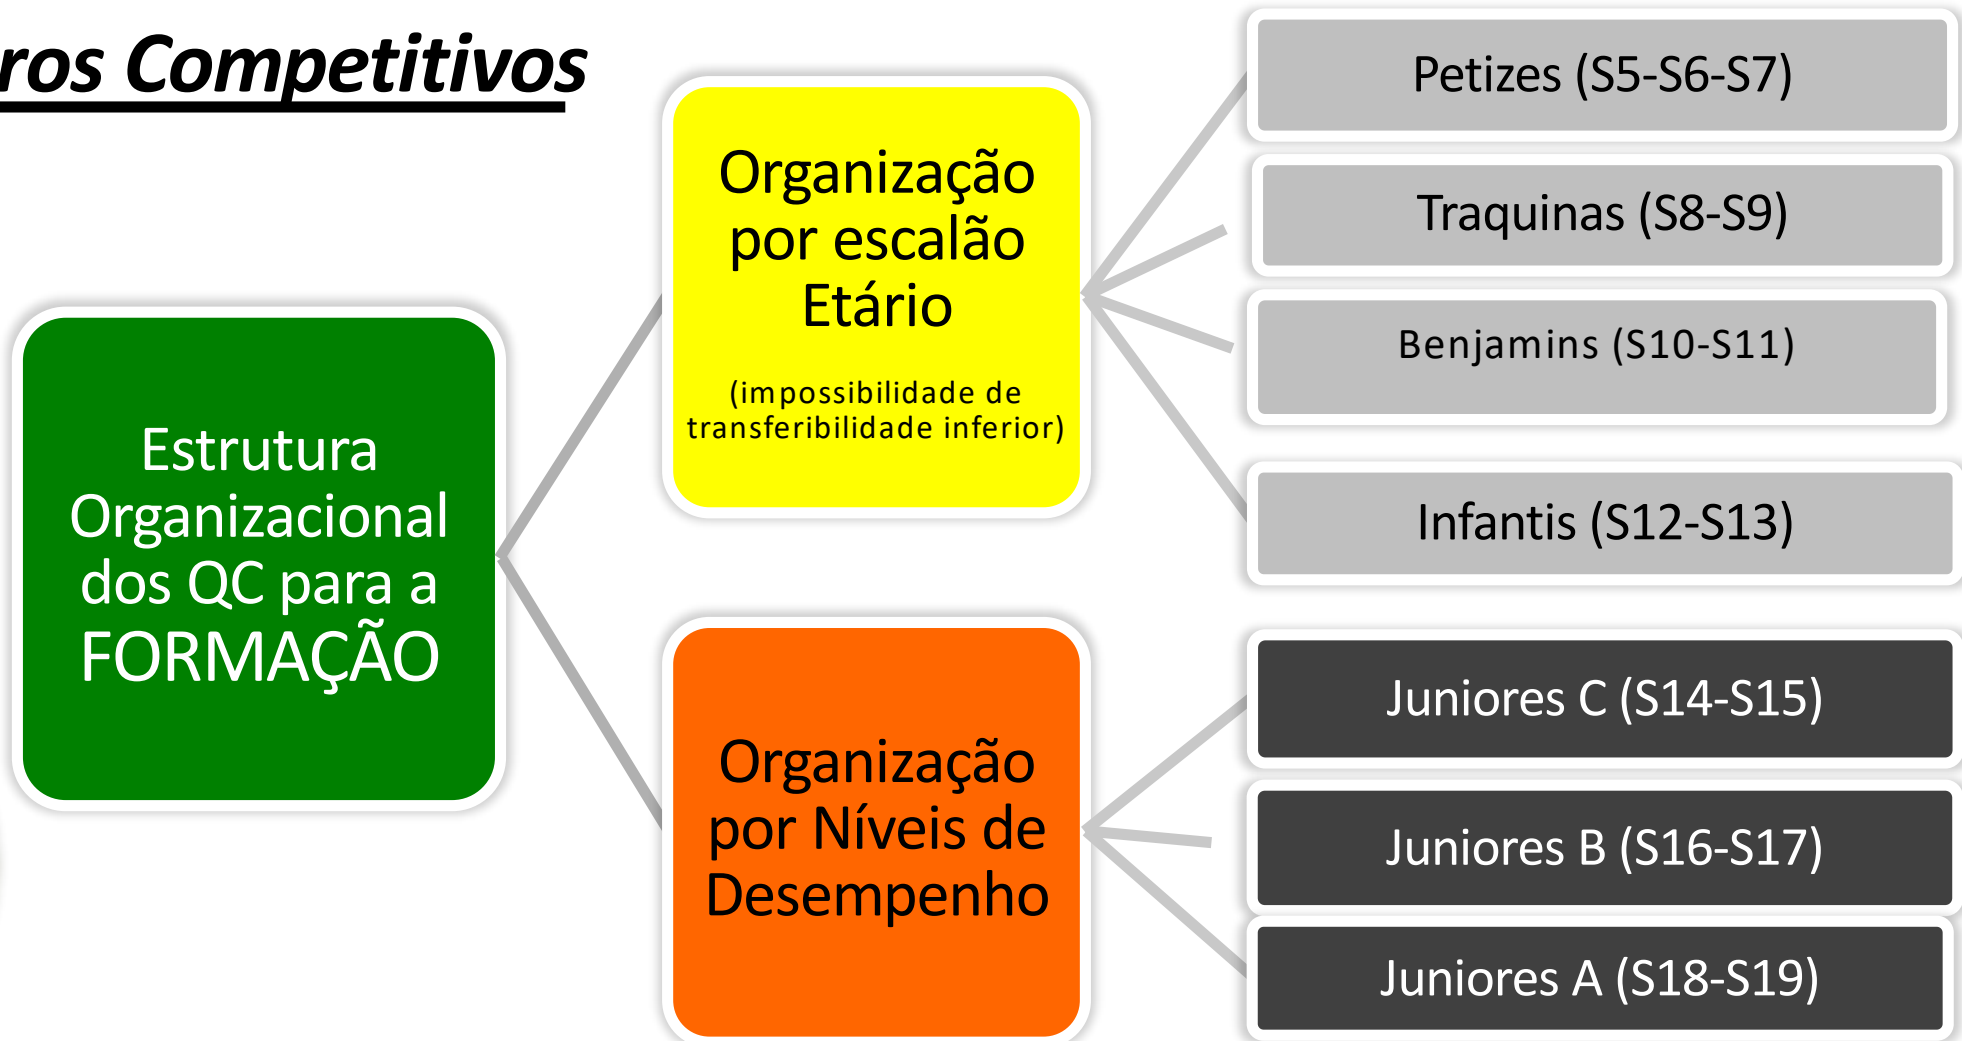 ros Competitivos
Estrutura
Organizacional
dos QC para a
FORMAÇÃO
Organização
por escalão
Etário
(impossibilidade de
transferibilidade inferior)
Petizes (S5-S6-S7)
Traquinas (S8-S9)
Benjamins (S10-S11)
Infantis (S12-S13)
Organização
por Níveis de
Desempenho
Juniores C (S14-S15)
Juniores B (S16-S17)
Juniores A (S18-S19)